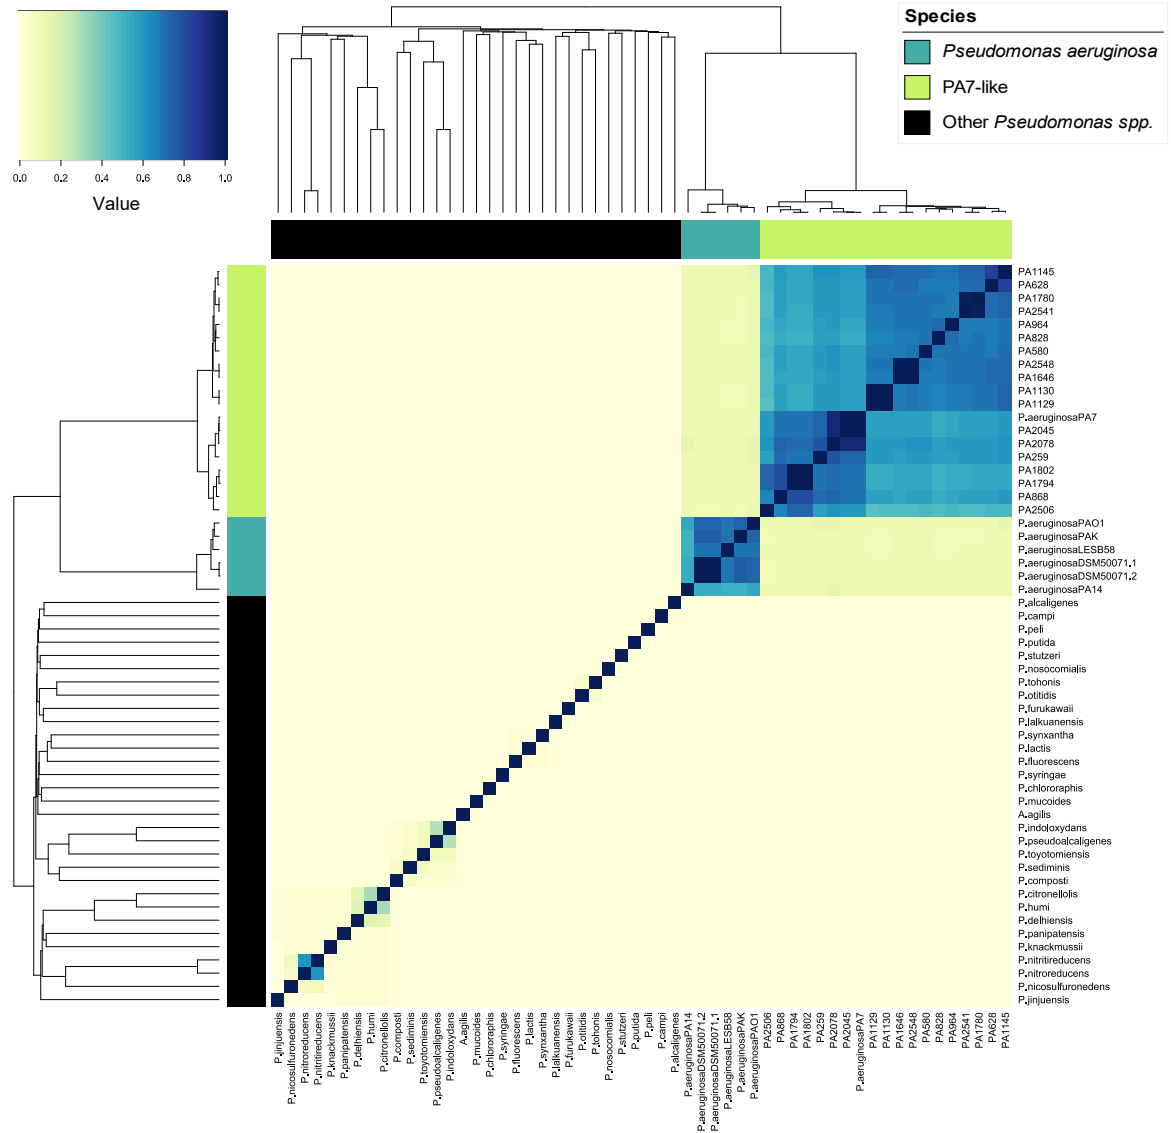 0.0 0.2 0.4 0.6 0.8 1.0
Value
Species
Pseudomonas aeruginosa
PA7-like
Other Pseudomonas spp.
PA1145
PA628
PA1780
PA2541
PA964
PA828
PA580
PA2548
PA1646
PA1130
PA1129
P.aeruginosaPA7
PA2045
PA2078
PA259
PA1802
PA1794
PA868
PA2506
P.aeruginosaPAO1
P.aeruginosaPAK
P.aeruginosaLESB58
P.aeruginosaDSM50071.1
P.aeruginosaDSM50071.2
P.aeruginosaPA14
P.alcaligenes
P.campi
P.peli
P.putida
P.stutzeri
P.nosocomialis
P.tohonis
P.otitidis
P.furukawaii
P.lalkuanensis
P.synxantha
P.lactis
P.fluorescens
P.syringae
P.chlororaphis
P.mucoides
A.agilis
P.indoloxydans
P.pseudoalcaligenes
P.toyotomiensis
P.sediminis
P.composti
P.citronellolis
P.humi
P.delhiensis
P.panipatensis
P.knackmussii
P.nitritireducens
P.nitroreducens
P.nicosulfuronedens
P.jinjuensis
P.jinjuensis
P.nicosulfuronedens
P.nitroreducens
P.nitritireducens
P.knackmussii
P.panipatensis
P.delhiensis
P.humi
P.citronellolis
P.composti
P.sediminis
P.toyotomiensis
P.pseudoalcaligenes
P.indoloxydans
A.agilis
P.mucoides
P.chlororaphis
P.syringae
P.fluorescens
P.lactis
P.synxantha
P.lalkuanensis
P.furukawaii
P.otitidis
P.tohonis
P.nosocomialis
P.stutzeri
P.putida
P.peli
P.campi
P.alcaligenes
P.aeruginosaPA14
P.aeruginosaDSM50071.2
P.aeruginosaDSM50071.1
P.aeruginosaLESB58
P.aeruginosaPAK
P.aeruginosaPAO1
PA2506
PA868
PA1794
PA1802
PA259
PA2078
PA2045
P.aeruginosaPA7
PA1129
PA1130
PA1646
PA2548
PA580
PA828
PA964
PA2541
PA1780
PA628
PA1145